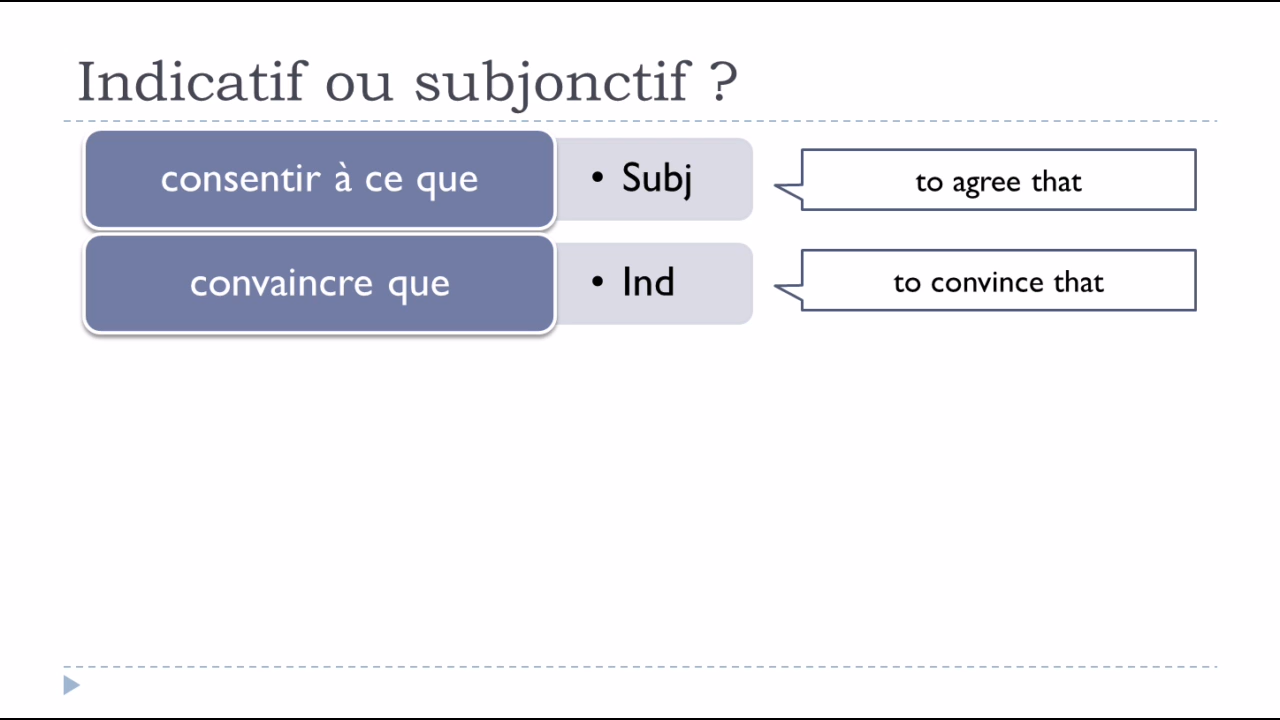 Indicatif ou subjonctif ?
consentir à ce que
• Subj
to agree that
convaincre que
• Ind
to convince that